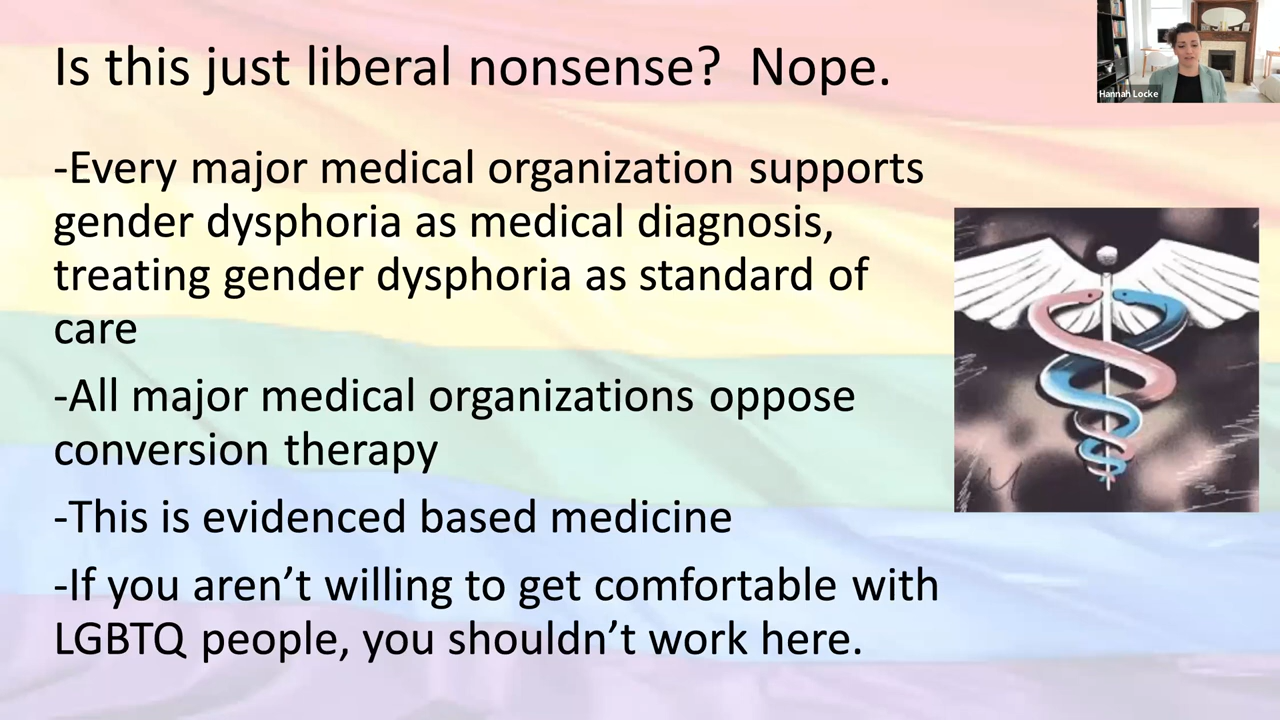 Is this just liberal nonsense?  Nope.
Hannah Locke
-Every major medical organization supports
gender dysphoria as medical diagnosis,
treating gender dysphoria as standard of
care
-All major medical organizations oppose
conversion therapy
-This is evidenced based medicine
-If you aren’t willing to get comfortable with
LGBTQ people, you shouldn’t work here.